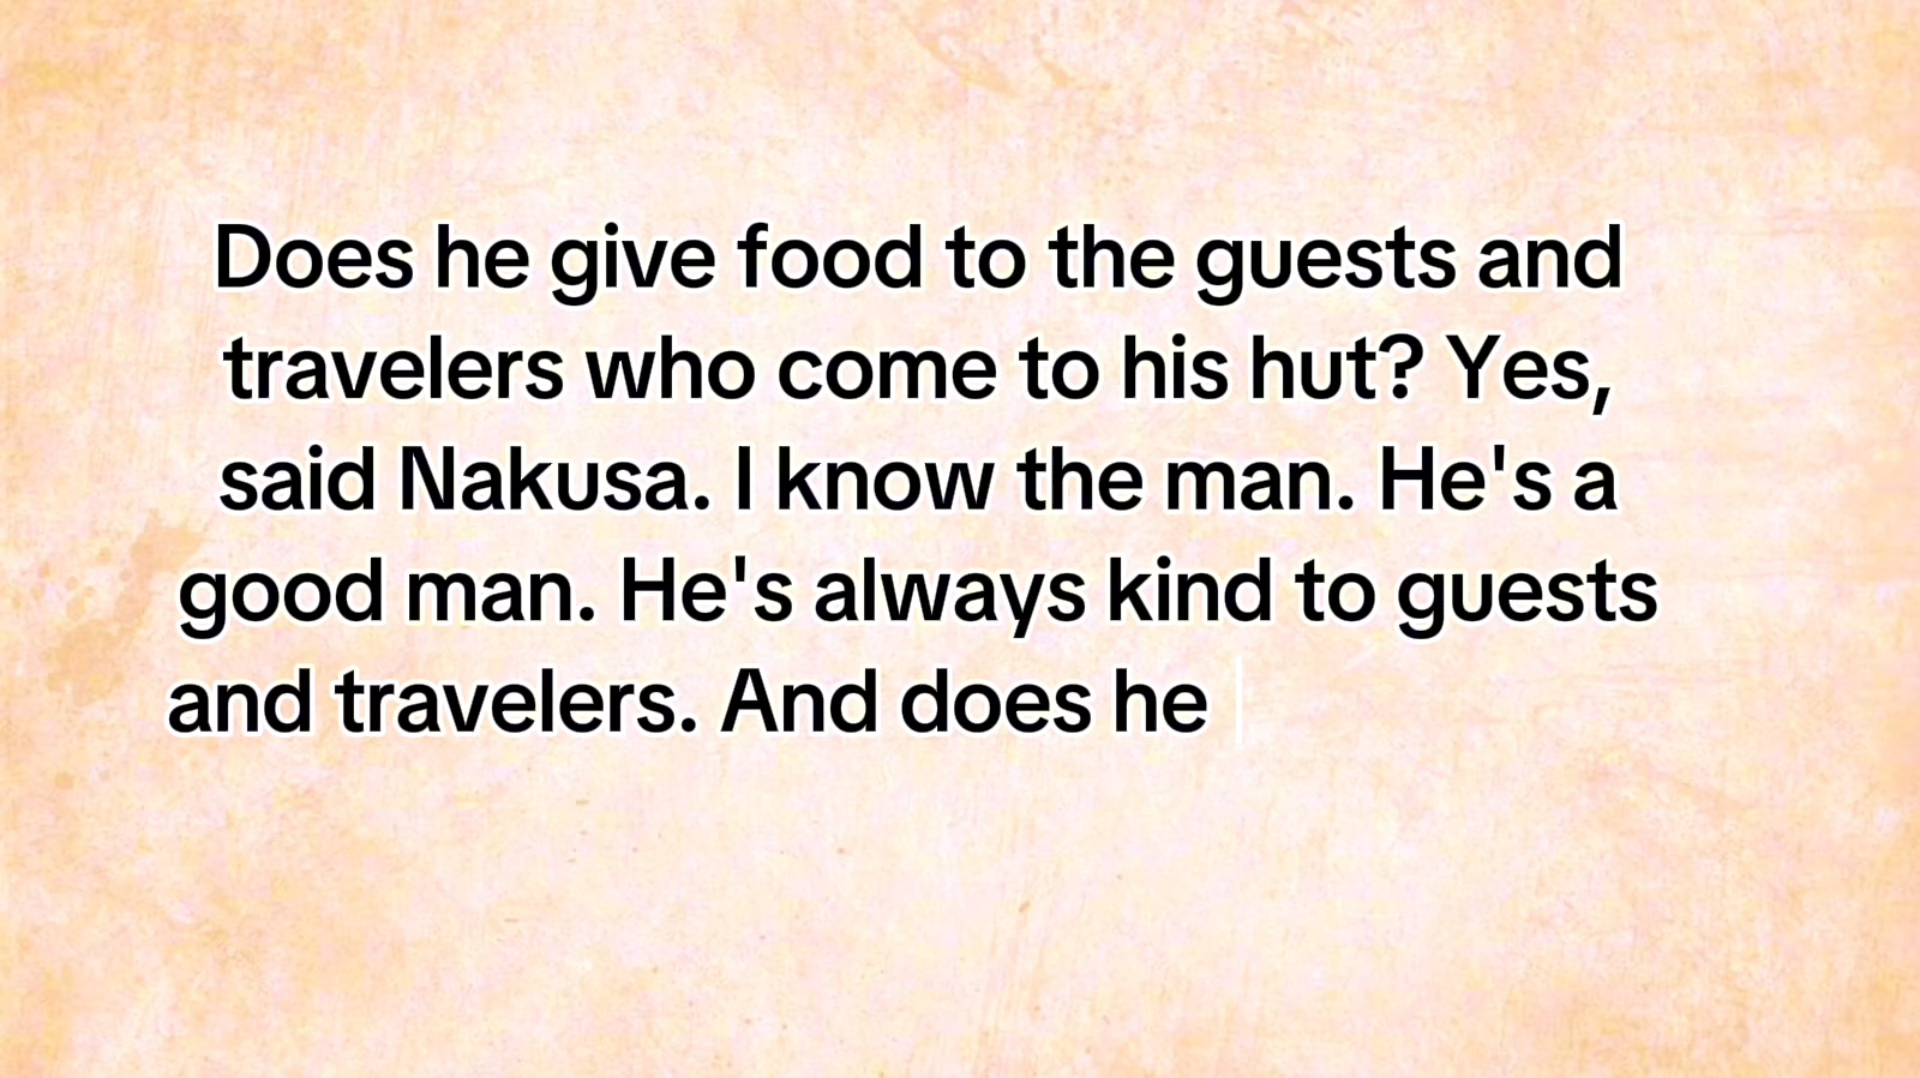 Does he give food to the guests and
travelers who come to his hut? Yes,
said Nakusa. I know the man. He's a
good man. He's always kind to guests
and travelers. And does he